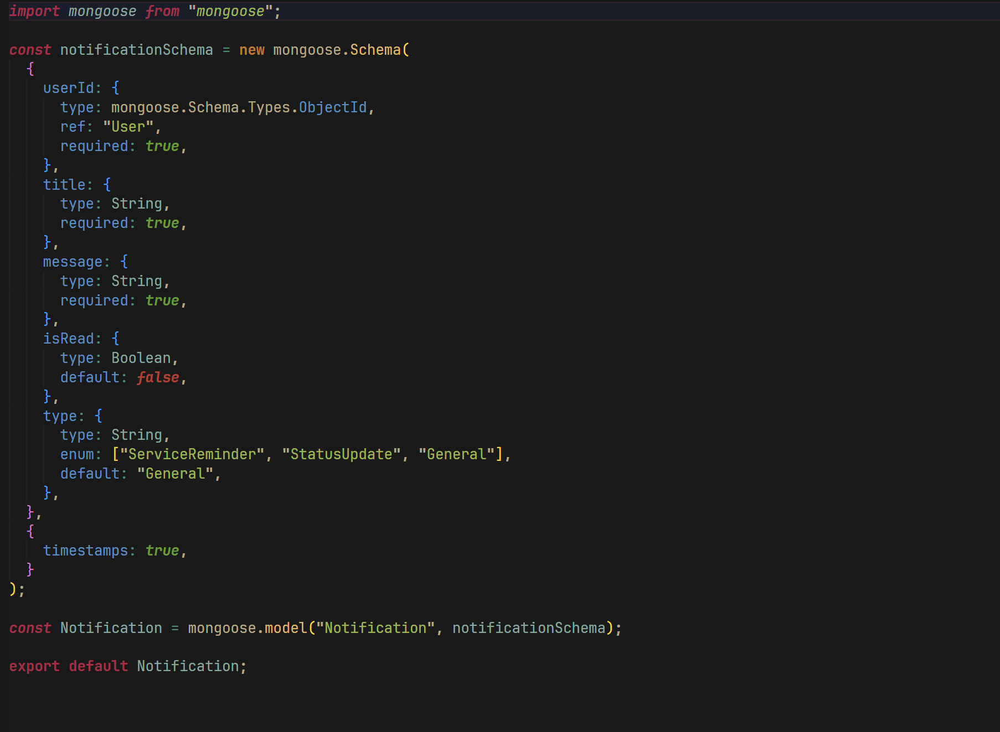 import mongoose from "mongoose";

const notificationSchema = new mongoose.Schema(
  {
    userId: {
      type: mongoose.Schema.Types.ObjectId,
      ref: "User",
      required: true,
    },
    title: {
      type: String,
      required: true,
    },
    message: {
      type: String,
      required: true,
    },
    isRead: {
      type: Boolean,
      default: false,
    },
    type: {
      type: String,
      enum: ["ServiceReminder", "StatusUpdate", "General"],
      default: "General",
    },
  },
  {
    timestamps: true,
  }
);

const Notification = mongoose.model("Notification", notificationSchema);

export default Notification;